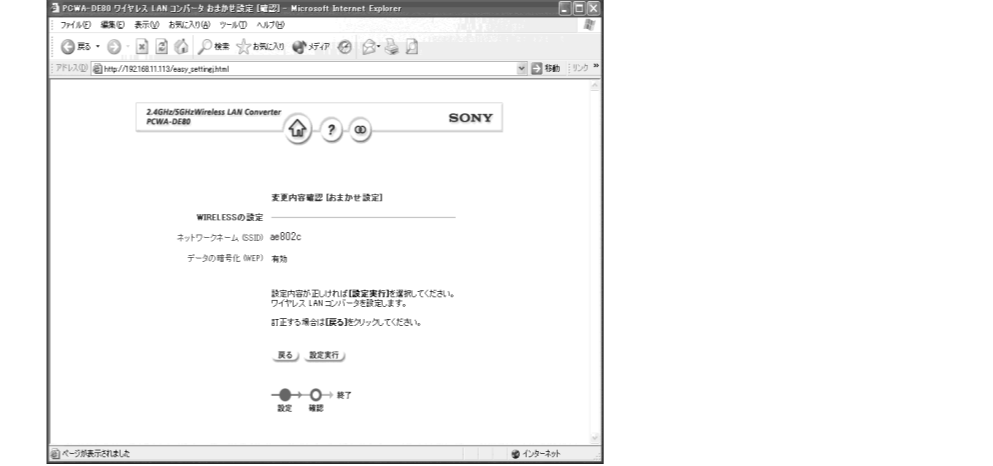 PCWA-DE80 ワイヤレス LAN コンバータ おまかせ設定 [確認] - Microsoft Internet Explorer
ファイル(F) 編集(E) 表示(V) お気に入り(A) ツール(T) ヘルプ(H)
戻る 検索 お気に入り メディア
アドレス(D) http://192.168.11.113/easy_setting.html 移動 リンク »
2.4GHz/5GHzWireless LAN Converter
PCWA-DE80
? SONY
変更内容確認 [おまかせ設定]
WIRELESSの設定
ネットワークネーム (SSID) ae802c
データの暗号化 (WEP) 有効
設定内容が正しければ[設定実行]を選択してください。
ワイヤレス LANコンバータを設定します。
訂正する場合は[戻る]をクリックしてください。
戻る 設定実行
終了
設定 確認
ページが表示されました インターネット